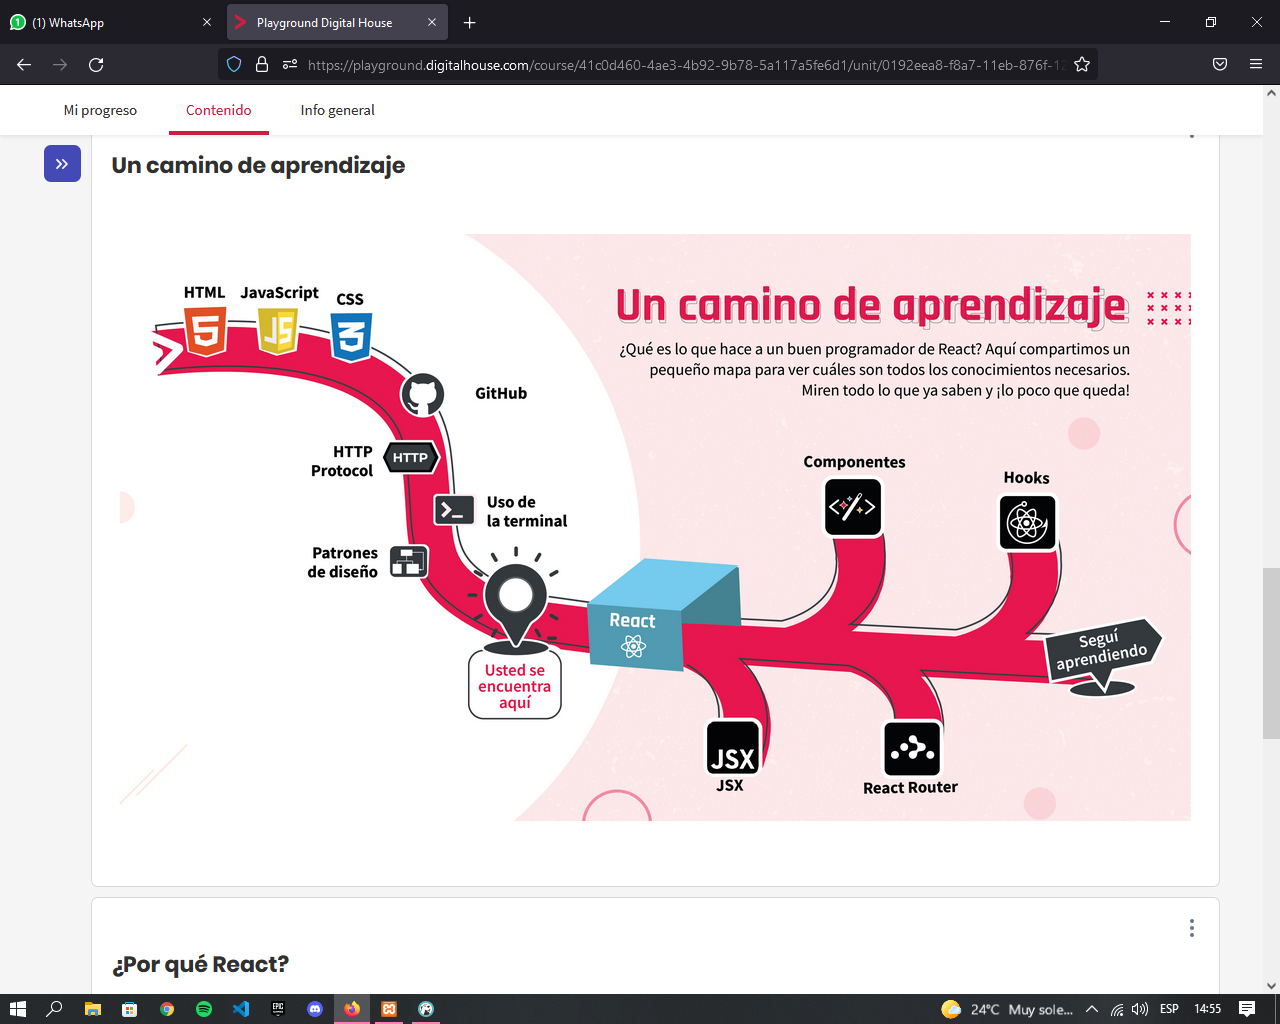 (1) WhatsApp
Playground Digital House
https://playground.digitalhouse.com/course/41c0d460-4ae3-4b92-9b78-5a117a5fe6d1/unit/0192eea8-f8a7-11eb-876f-12
Mi progreso
Contenido
Info general
Un camino de aprendizaje
HTML
JavaScript
CSS
5
JS
3
Un camino de aprendizaje
¿Qué es lo que hace a un buen programador de React? Aquí compartimos un
pequeño mapa para ver cuáles son todos los conocimientos necesarios.
Miren todo lo que ya saben y ¡lo poco que queda!
GitHub
HTTP
Protocol
HTTP
Uso de
la terminal
Patrones
de diseño
Componentes
Hooks
React
Usted se
encuentra
aquí
Seguí
aprendiendo
JSX
JSX
React Router
¿Por qué React?
EPIC
24°C Muy sole...
ESP
14:55